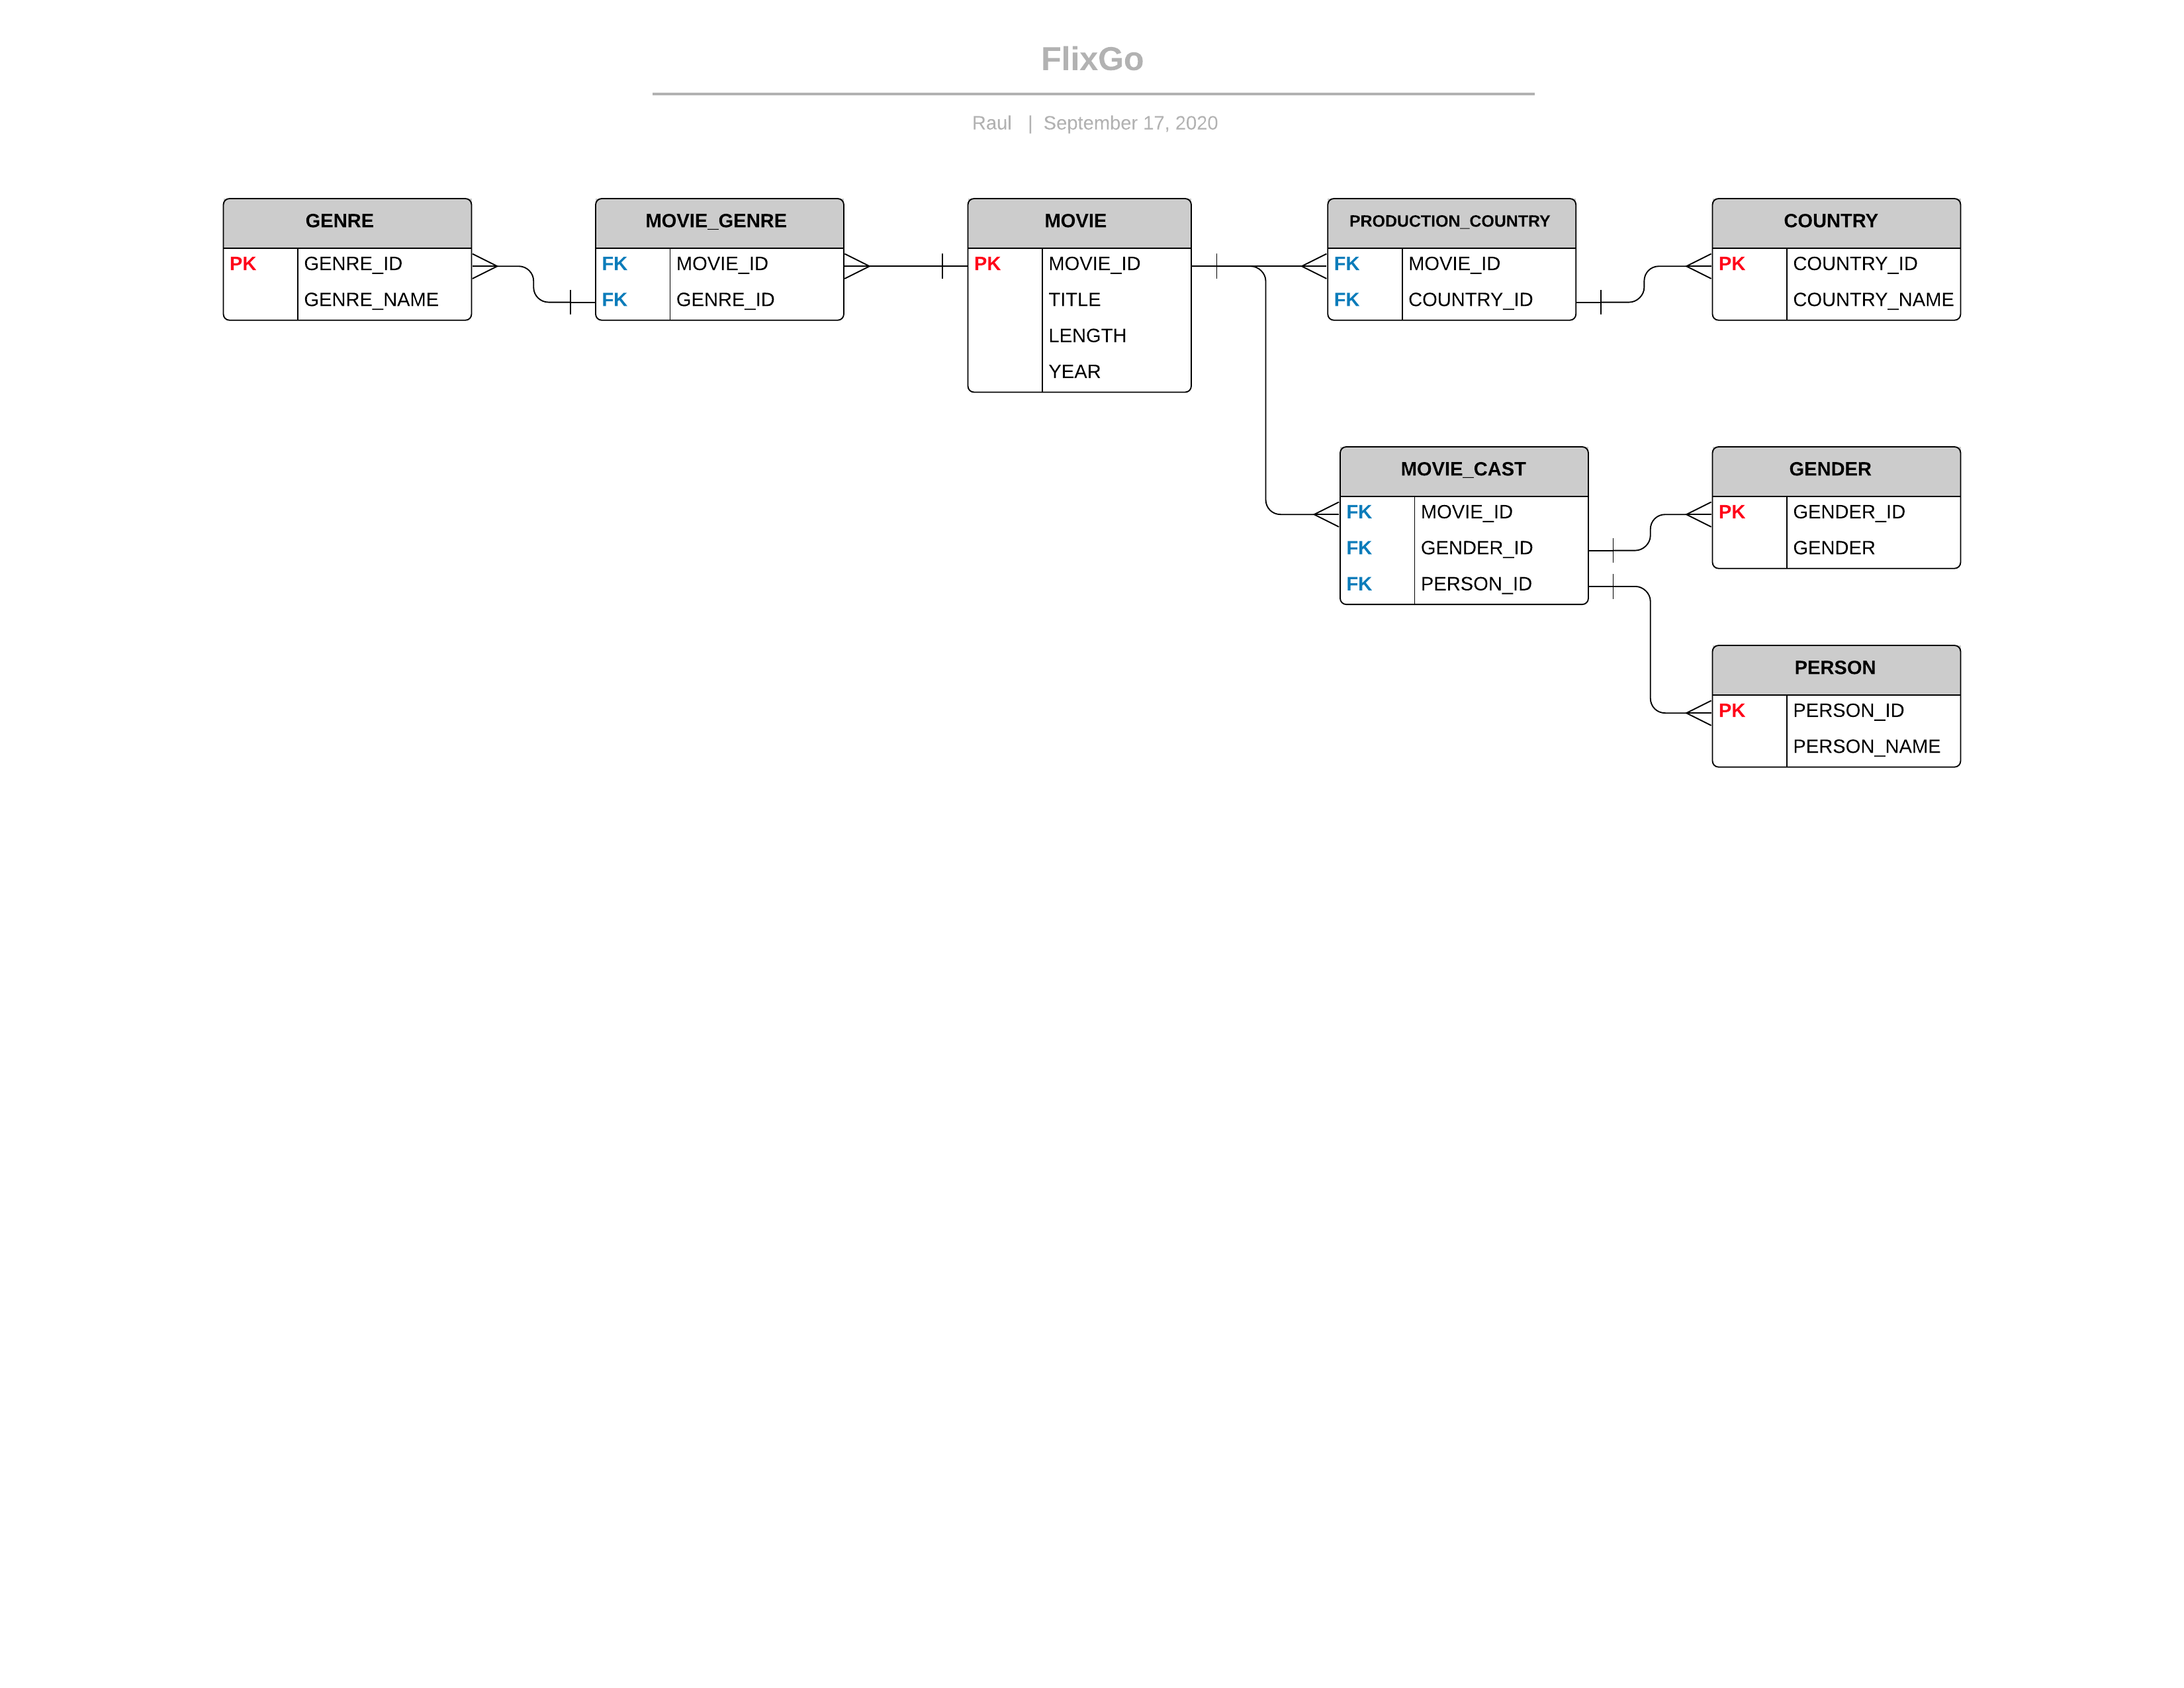 FlixGo
Raul | September 17, 2020
GENRE
PK GENRE_ID
GENRE_NAME
MOVIE_GENRE
FK MOVIE_ID
FK GENRE_ID
MOVIE
PK MOVIE_ID
TITLE
LENGTH
YEAR
PRODUCTION_COUNTRY
FK MOVIE_ID
FK COUNTRY_ID
COUNTRY
PK COUNTRY_ID
COUNTRY_NAME
MOVIE_CAST
FK MOVIE_ID
FK GENDER_ID
FK PERSON_ID
GENDER
PK GENDER_ID
GENDER
PERSON
PK PERSON_ID
PERSON_NAME